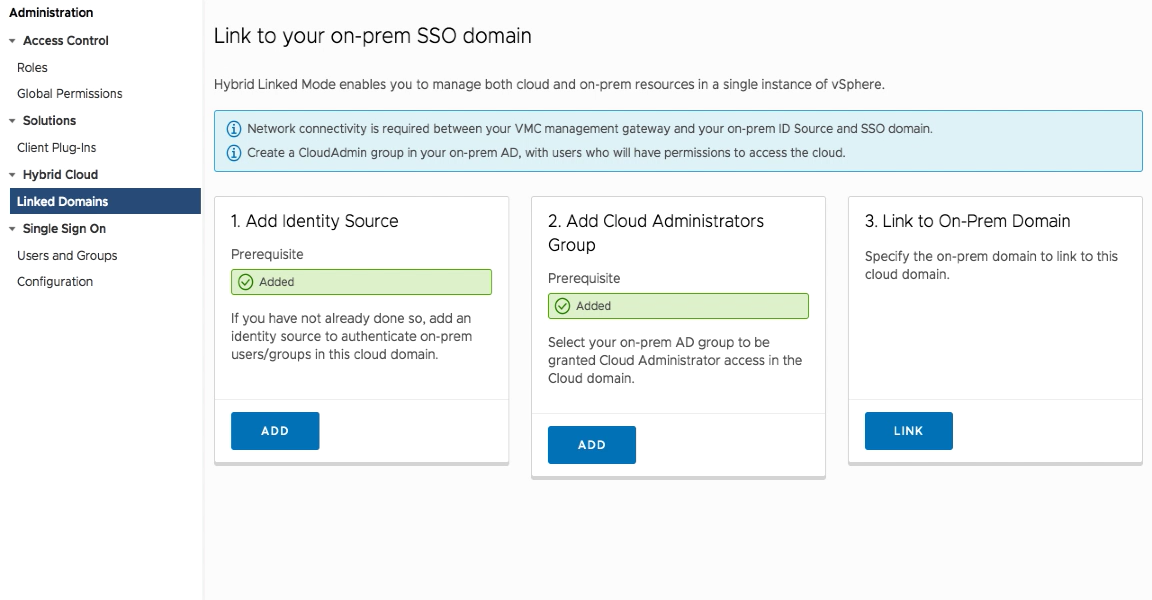 Administration
Access Control
Roles
Global Permissions
Solutions
Client Plug-Ins
Hybrid Cloud
Linked Domains
Single Sign On
Users and Groups
Configuration
Link to your on-prem SSO domain
Hybrid Linked Mode enables you to manage both cloud and on-prem resources in a single instance of vSphere.
Network connectivity is required between your VMC management gateway and your on-prem ID Source and SSO domain.
Create a CloudAdmin group in your on-prem AD, with users who will have permissions to access the cloud.
1. Add Identity Source
Prerequisite
Added
If you have not already done so, add an
identity source to authenticate on-prem
users/groups in this cloud domain.
ADD
2. Add Cloud Administrators
Group
Prerequisite
Added
Select your on-prem AD group to be
granted Cloud Administrator access in the
Cloud domain.
ADD
3. Link to On-Prem Domain
Specify the on-prem domain to link to this
cloud domain.
LINK